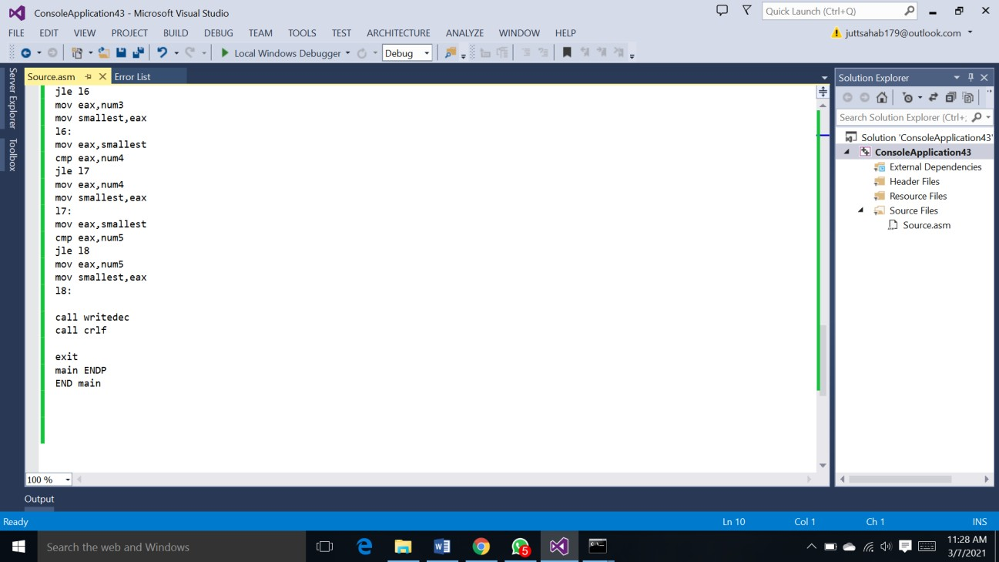 ConsoleApplication43 - Microsoft Visual Studio
Quick Launch (Ctrl+Q)
FILE EDIT VIEW PROJECT BUILD DEBUG TEAM TOOLS TEST ARCHITECTURE ANALYZE WINDOW HELP
juttsahab179@outlook.com
Local Windows Debugger
Debug
Server Explorer
Toolbox
Source.asm
Error List
jle l6
mov eax,num3
mov smallest,eax
l6:
mov eax,smallest
cmp eax,num4
jle l7
mov eax,num4
mov smallest,eax
l7:
mov eax,smallest
cmp eax,num5
jle l8
mov eax,num5
mov smallest,eax
l8:
call writedec
call crlf
exit
main ENDP
END main
100 %
Solution Explorer
Search Solution Explorer (Ctrl+;
Solution 'ConsoleApplication43'
ConsoleApplication43
External Dependencies
Header Files
Resource Files
Source Files
Source.asm
Output
Ready
Ln 10
Col 1
Ch 1
INS
Search the web and Windows
5
C:\_
11:28 AM
3/7/2021